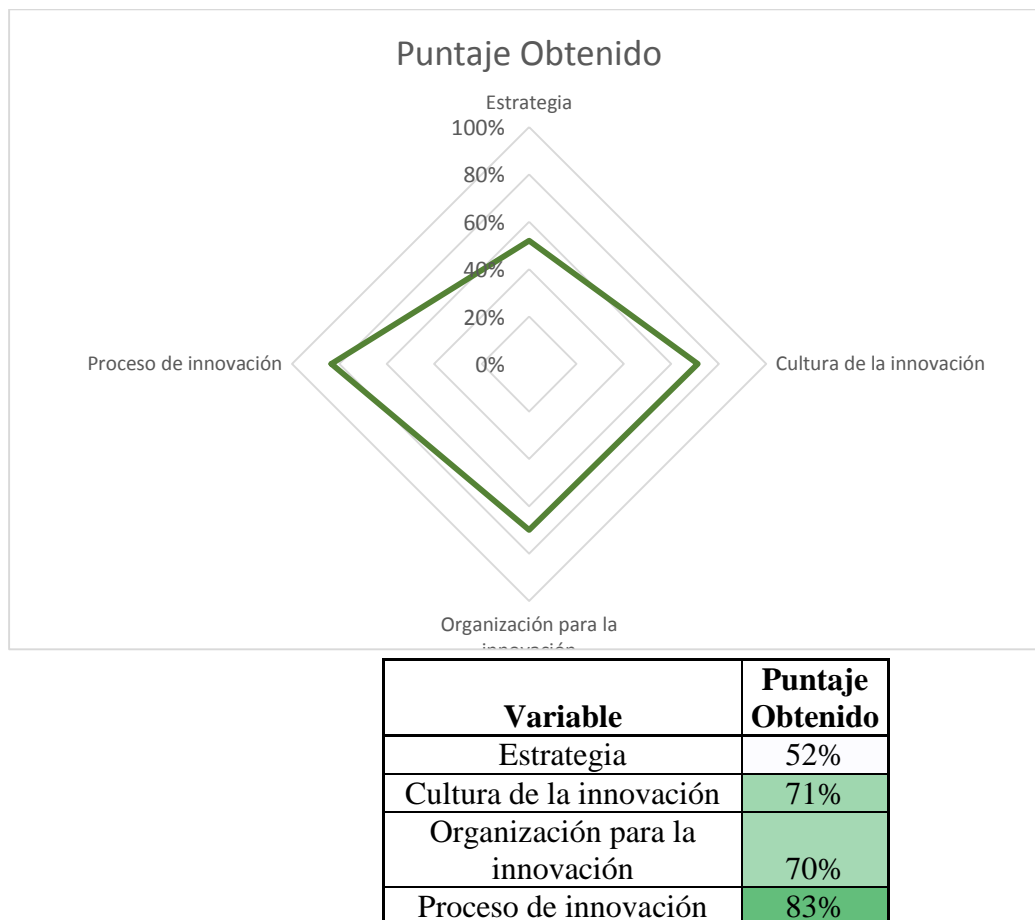 Puntaje Obtenido
Estrategia
100%
80%
60%
40%
20%
0%
Proceso de innovación
Cultura de la innovación
Organización para la
innovación
Variable Puntaje Obtenido
Estrategia 52%
Cultura de la innovación 71%
Organización para la
innovación 70%
Proceso de innovación 83%